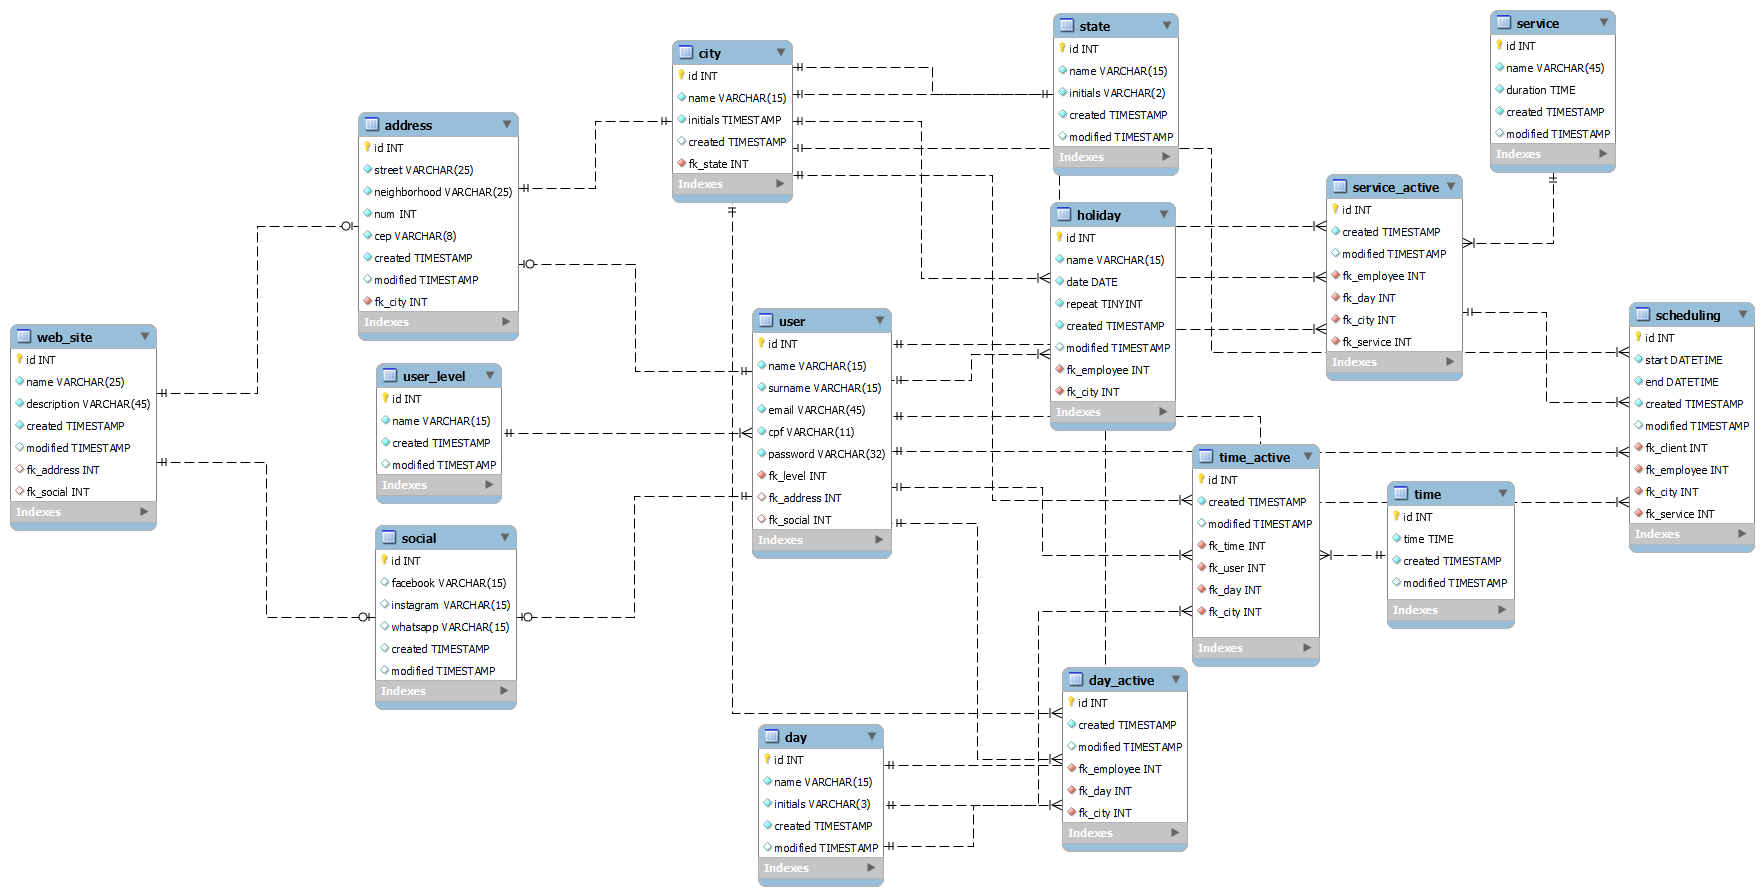 web_site
id INT
name VARCHAR(25)
description VARCHAR(45)
created TIMESTAMP
modified TIMESTAMP
fk_address INT
fk_social INT
Indexes
address
id INT
street VARCHAR(25)
neighborhood VARCHAR(25)
num INT
cep VARCHAR(8)
created TIMESTAMP
modified TIMESTAMP
fk_city INT
Indexes
user_level
id INT
name VARCHAR(15)
created TIMESTAMP
modified TIMESTAMP
Indexes
social
id INT
facebook VARCHAR(15)
instagram VARCHAR(15)
whatsapp VARCHAR(15)
created TIMESTAMP
modified TIMESTAMP
Indexes
city
id INT
name VARCHAR(15)
initials TIMESTAMP
created TIMESTAMP
fk_state INT
Indexes
user
id INT
name VARCHAR(15)
surname VARCHAR(15)
email VARCHAR(45)
cpf VARCHAR(11)
password VARCHAR(32)
fk_level INT
fk_address INT
fk_social INT
Indexes
day
id INT
name VARCHAR(15)
initials VARCHAR(3)
created TIMESTAMP
modified TIMESTAMP
Indexes
state
id INT
name VARCHAR(15)
initials VARCHAR(2)
created TIMESTAMP
modified TIMESTAMP
Indexes
holiday
id INT
name VARCHAR(15)
date DATE
repeat TINYINT
created TIMESTAMP
modified TIMESTAMP
fk_employee INT
fk_city INT
Indexes
day_active
id INT
created TIMESTAMP
modified TIMESTAMP
fk_employee INT
fk_day INT
fk_city INT
Indexes
time_active
id INT
created TIMESTAMP
modified TIMESTAMP
fk_time INT
fk_user INT
fk_day INT
fk_city INT
Indexes
service_active
id INT
created TIMESTAMP
modified TIMESTAMP
fk_employee INT
fk_day INT
fk_city INT
fk_service INT
Indexes
time
id INT
time TIME
created TIMESTAMP
modified TIMESTAMP
Indexes
service
id INT
name VARCHAR(45)
duration TIME
created TIMESTAMP
modified TIMESTAMP
Indexes
scheduling
id INT
start DATETIME
end DATETIME
created TIMESTAMP
modified TIMESTAMP
fk_client INT
fk_employee INT
fk_city INT
fk_service INT
Indexes